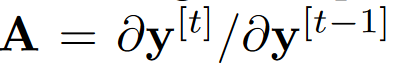 𝐀 = ∂𝐲^[t]/∂𝐲^[t−1]